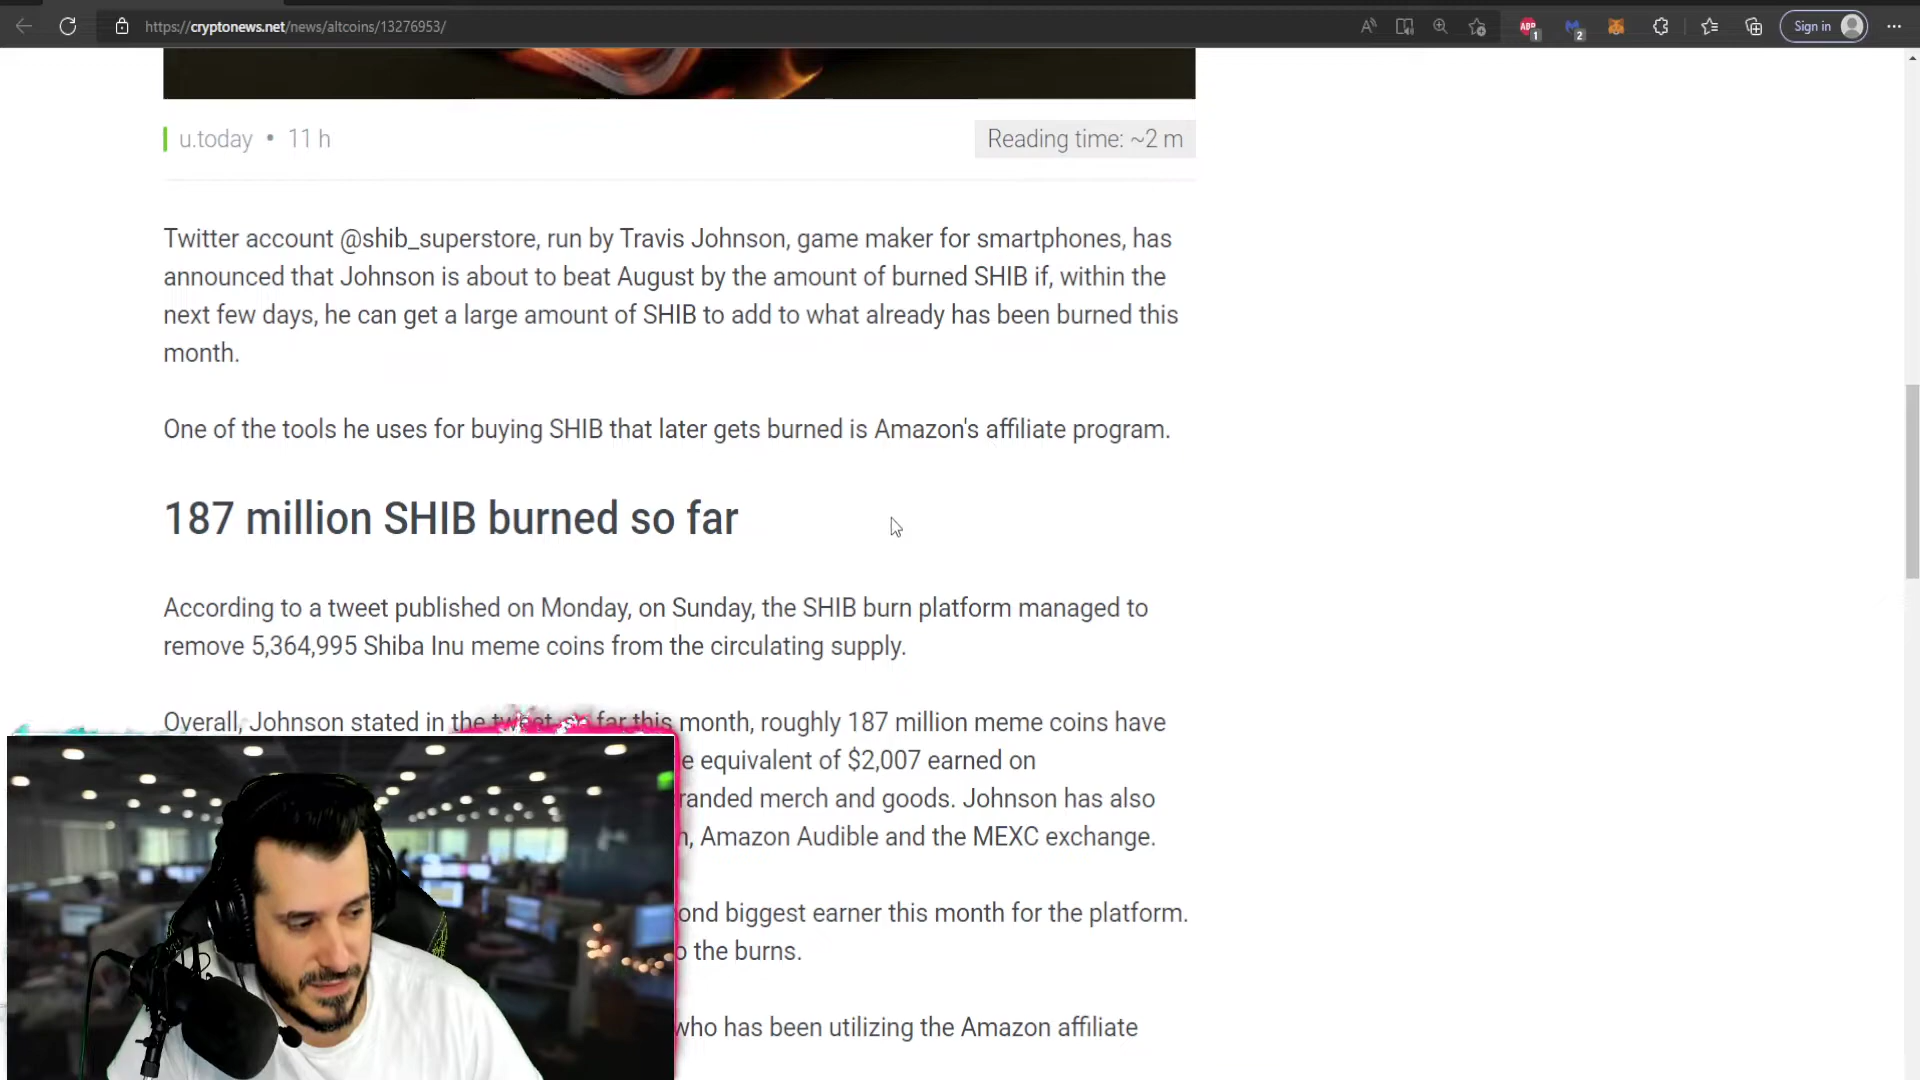 https://cryptonews.net/news/altcoins/13276953/
Sign in
u.today • 11 h
Reading time: ~2 m
Twitter account @shib_superstore, run by Travis Johnson, game maker for smartphones, has
announced that Johnson is about to beat August by the amount of burned SHIB if, within the
next few days, he can get a large amount of SHIB to add to what already has been burned this
month.
One of the tools he uses for buying SHIB that later gets burned is Amazon's affiliate program.
187 million SHIB burned so far
According to a tweet published on Monday, on Sunday, the SHIB burn platform managed to
remove 5,364,995 Shiba Inu meme coins from the circulating supply.
Overall, Johnson stated in the tweet, so far this month, roughly 187 million meme coins have
equivalent of $2,007 earned on
merch and goods. Johnson has also
Amazon Audible and the MEXC exchange.
biggest earner this month for the platform.
the burns.
who has been utilizing the Amazon affiliate